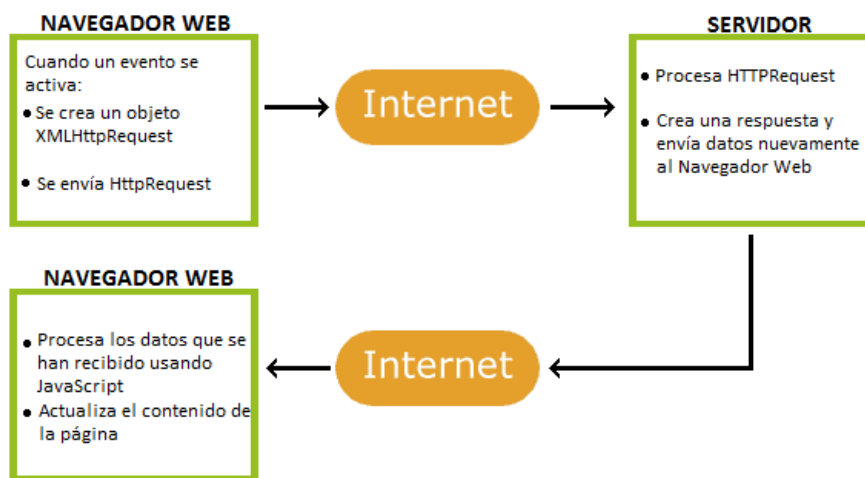 NAVEGADOR WEB
Cuando un evento se
activa:
● Se crea un objeto
XMLHttpRequest
● Se envía HttpRequest
Internet
SERVIDOR
● Procesa HTTPRequest
● Crea una respuesta y
envía datos nuevamente
al Navegador Web
NAVEGADOR WEB
● Procesa los datos que se
han recibido usando
JavaScript
● Actualiza el contenido de
la página
Internet